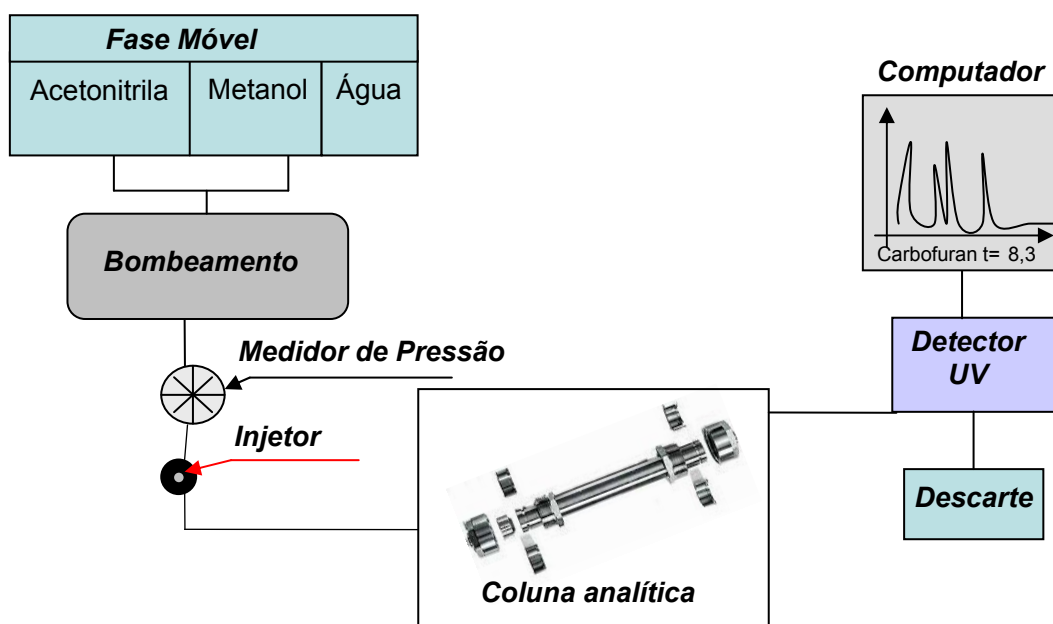 Fase Móvel
Acetonitrila
Metanol
Água
Computador
Carbofuran t= 8,3
Bombeamento
Medidor de Pressão
Detector
UV
Injetor
Descarte
Coluna analítica